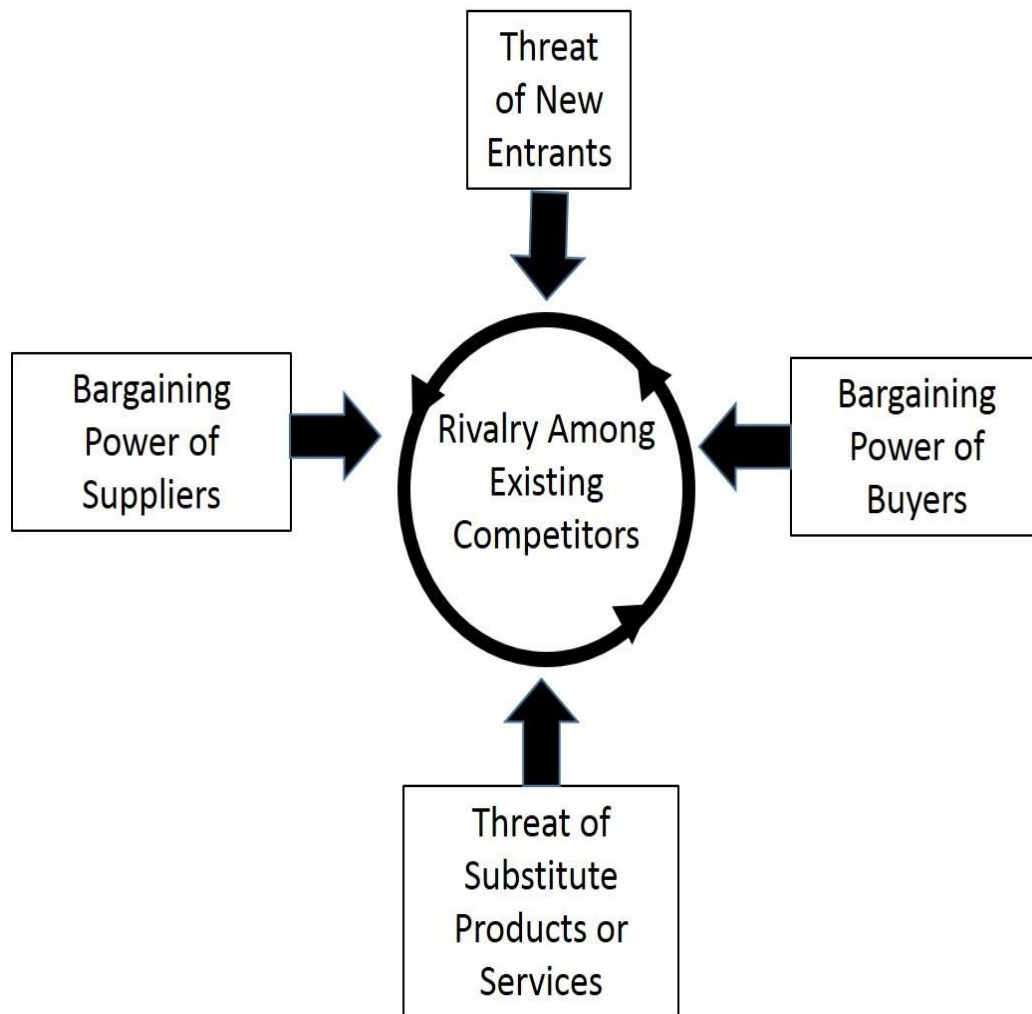 Threat
of New
Entrants
Bargaining
Power of
Suppliers
Rivalry Among
Existing
Competitors
Bargaining
Power of
Buyers
Threat of
Substitute
Products or
Services